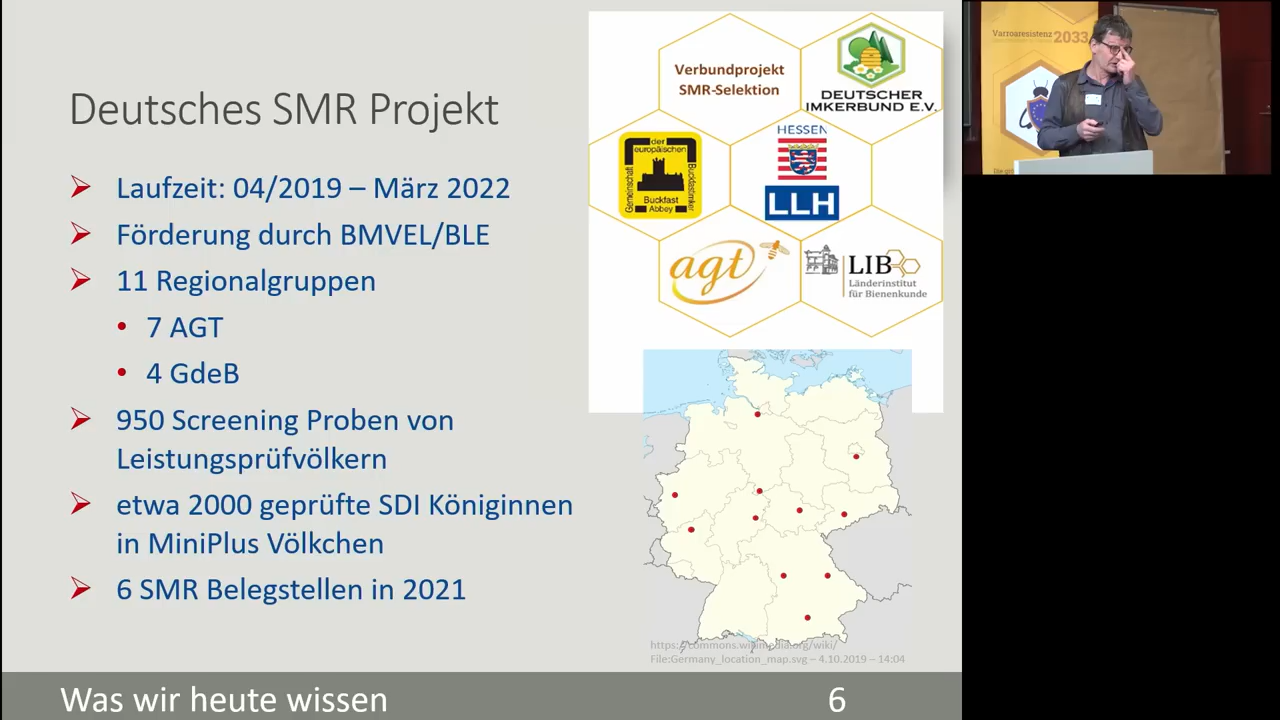 Deutsches SMR Projekt
Laufzeit: 04/2019 – März 2022
Förderung durch BMVEL/BLE
11 Regionalgruppen
7 AGT
4 GdeB
950 Screening Proben von
Leistungsprüfvölkern
etwa 2000 geprüfte SDI Königinnen
in MiniPlus Völkchen
6 SMR Belegstellen in 2021
Verbundprojekt
SMR-Selektion
DEUTSCHER
IMKERBUND E.V.
Gemeinschaft
der
europäischen
Buckfastimker
Buckfast
Abbey
HESSEN
LLH
agt
LIB
Länderinstitut
für Bienenkunde
https://commons.wikimedia.org/wiki/
File:Germany_location_map.svg – 4.10.2019 – 14:04
Was wir heute wissen
6
Varroaresistenz
2033